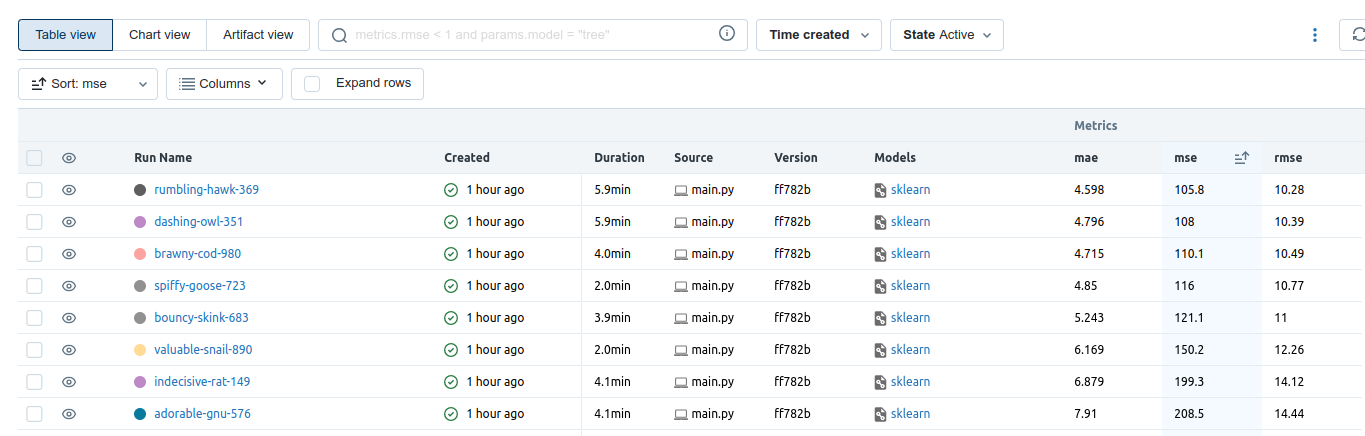 Table view Chart view Artifact view metrics.rmse < 1 and params.model = "tree" Time created State Active
Sort: mse Columns Expand rows
Metrics
Run Name Created Duration Source Version Models mae mse rmse
rumbling-hawk-369 1 hour ago 5.9min main.py ff782b sklearn 4.598 105.8 10.28
dashing-owl-351 1 hour ago 5.9min main.py ff782b sklearn 4.796 108 10.39
brawny-cod-980 1 hour ago 4.0min main.py ff782b sklearn 4.715 110.1 10.49
spiffy-goose-723 1 hour ago 2.0min main.py ff782b sklearn 4.85 116 10.77
bouncy-skink-683 1 hour ago 3.9min main.py ff782b sklearn 5.243 121.1 11
valuable-snail-890 1 hour ago 2.0min main.py ff782b sklearn 6.169 150.2 12.26
indecisive-rat-149 1 hour ago 4.1min main.py ff782b sklearn 6.879 199.3 14.12
adorable-gnu-576 1 hour ago 4.1min main.py ff782b sklearn 7.91 208.5 14.44